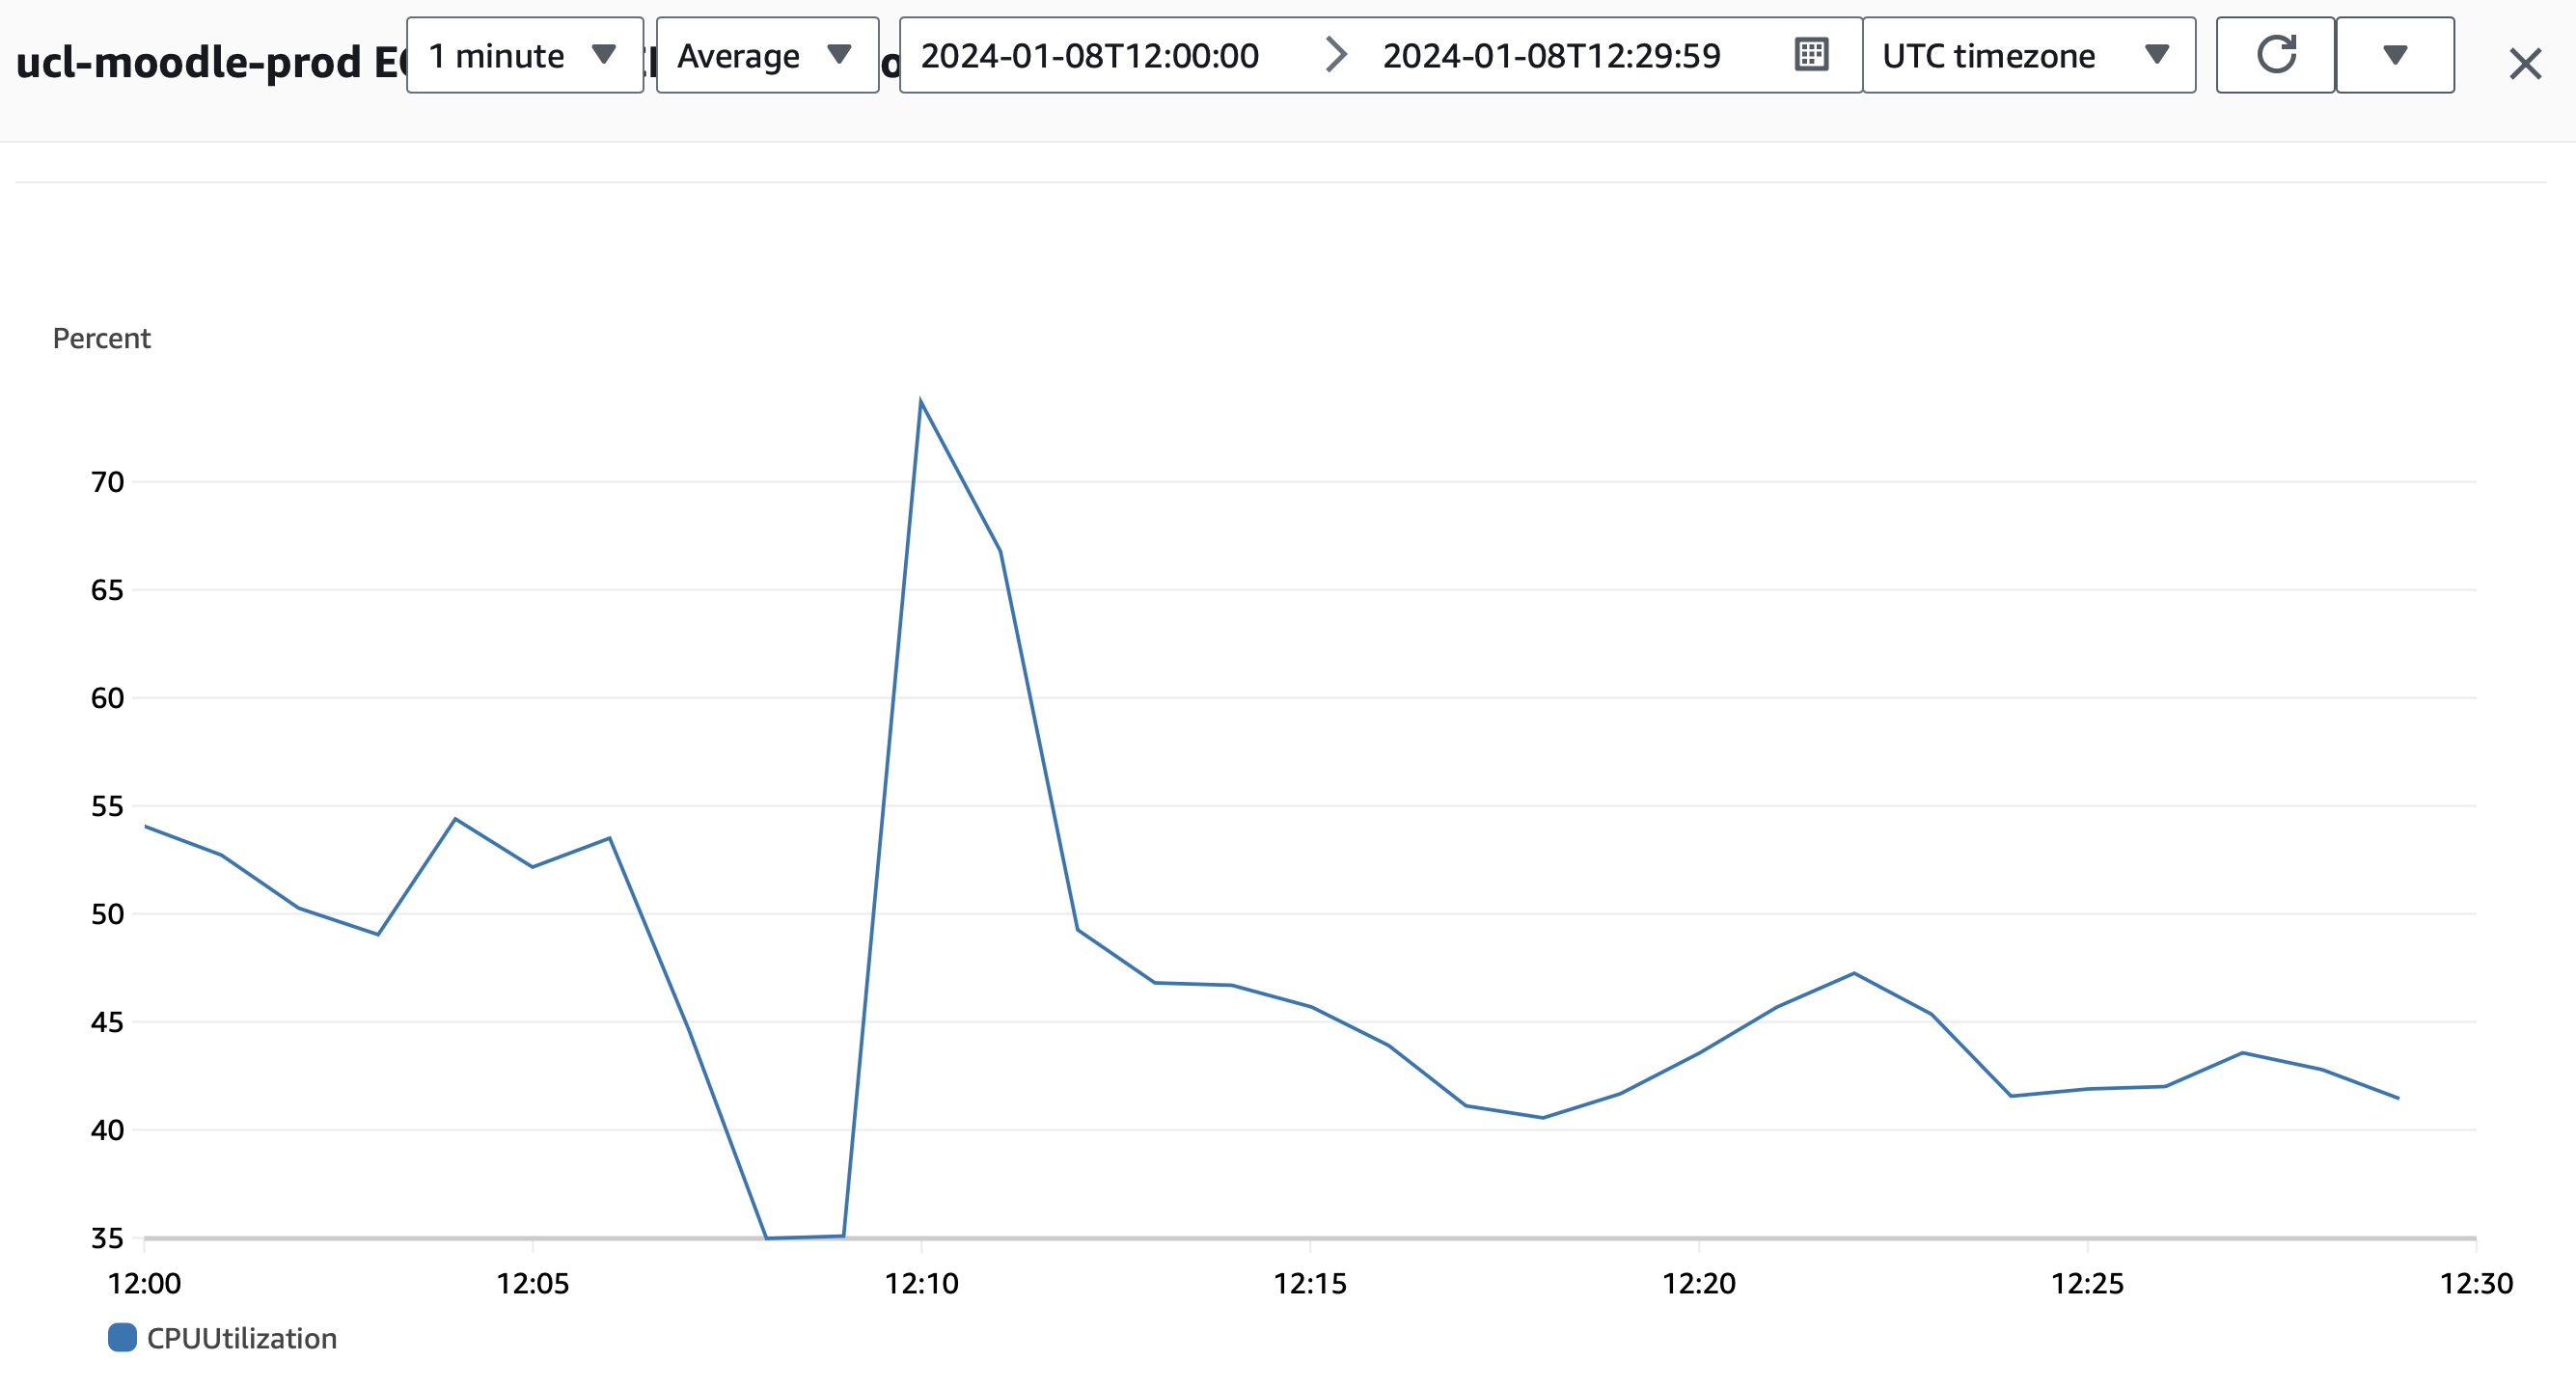 ucl-moodle-prod
1 minute
Average
2024-01-08T12:00:00
2024-01-08T12:29:59
UTC timezone
Percent
70
65
60
55
50
45
40
35
12:00 12:05 12:10 12:15 12:20 12:25 12:30
CPUUtilization